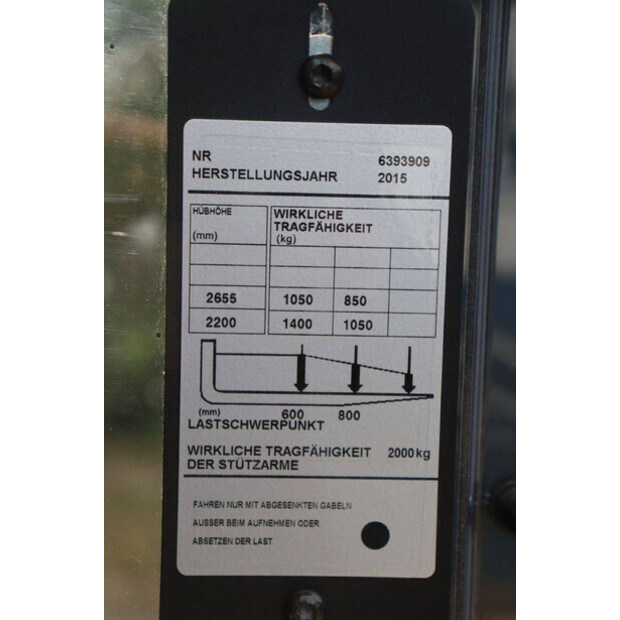 NR 6393909
HERSTELLUNGSJAHR 2015
HÜBHÖHE
(mm)
WIRKLICHE
TRAGFÄHIGKEIT
(kg)
2655 1050 850
2200 1400 1050
(mm) 600 800
LASTSCHWERPUNKT
WIRKLICHE TRAGFÄHIGKEIT 2000 kg
DER STÜTZARME
FAHREN NUR MIT ABGESENKTEN GABELN
AUSSER BEIM AUFNEHMEN ODER
ABSETZEN DER LAST